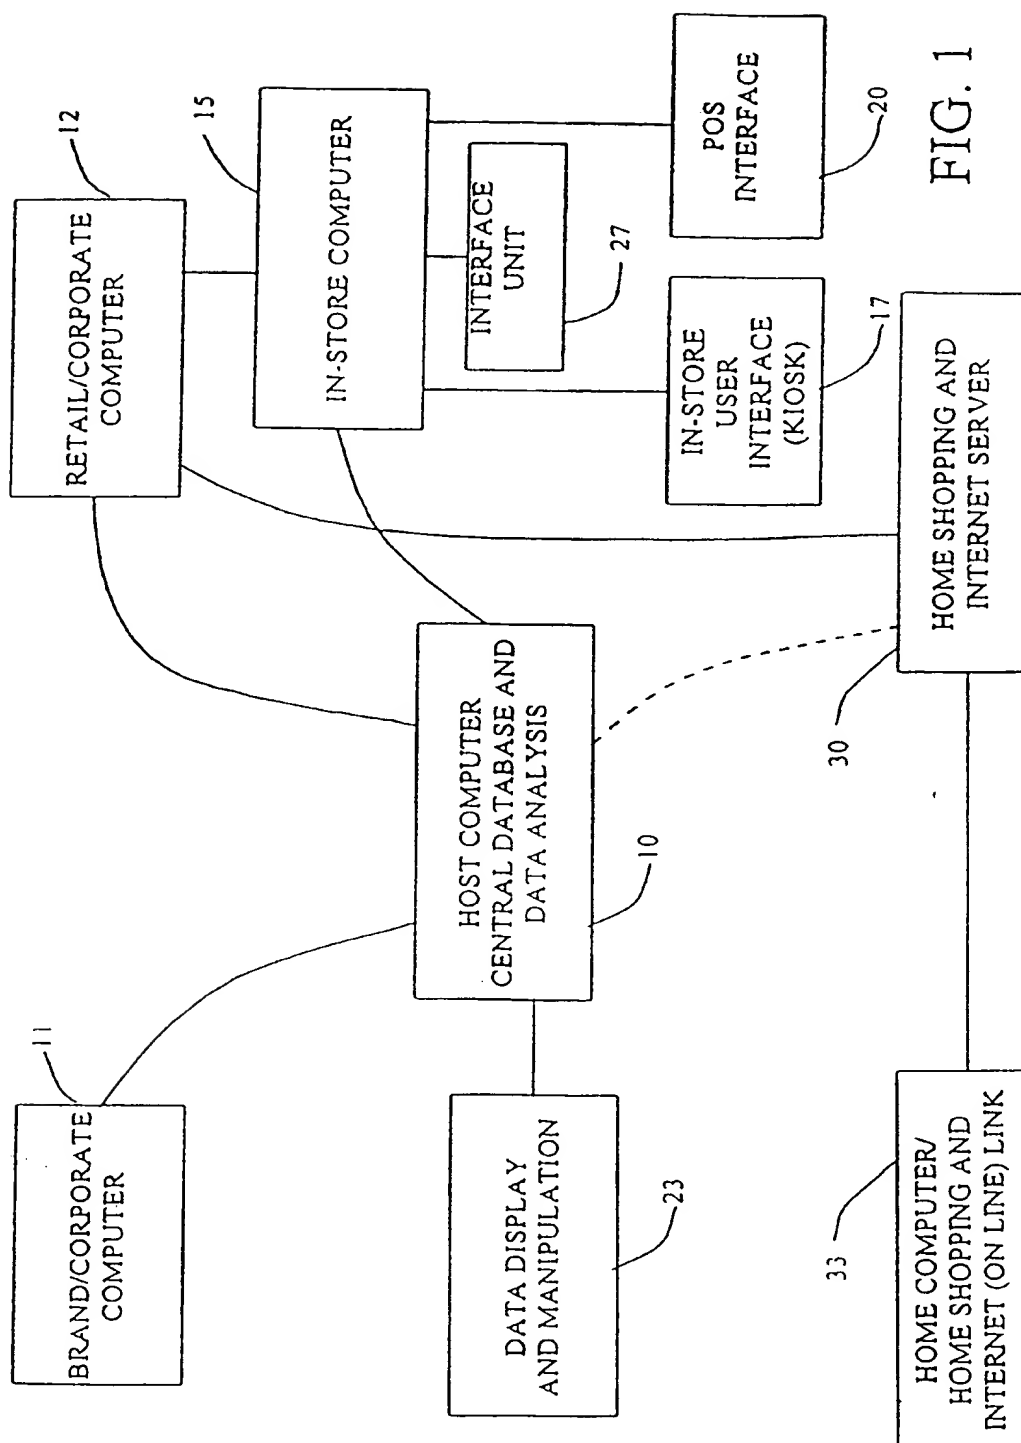 BRAND/CORPORATE
COMPUTER
11
RETAIL/CORPORATE
COMPUTER
12
IN-STORE COMPUTER
15
HOST COMPUTER
CENTRAL DATABASE AND
DATA ANALYSIS
10
DATA DISPLAY
AND MANIPULATION
23
INTERFACE
UNIT
27
IN-STORE
USER
INTERFACE
(KIOSK)
17
POS
INTERFACE
20
HOME COMPUTER/
HOME SHOPPING AND
INTERNET (ON LINE) LINK
33
HOME SHOPPING AND
INTERNET SERVER
30
FIG. 1